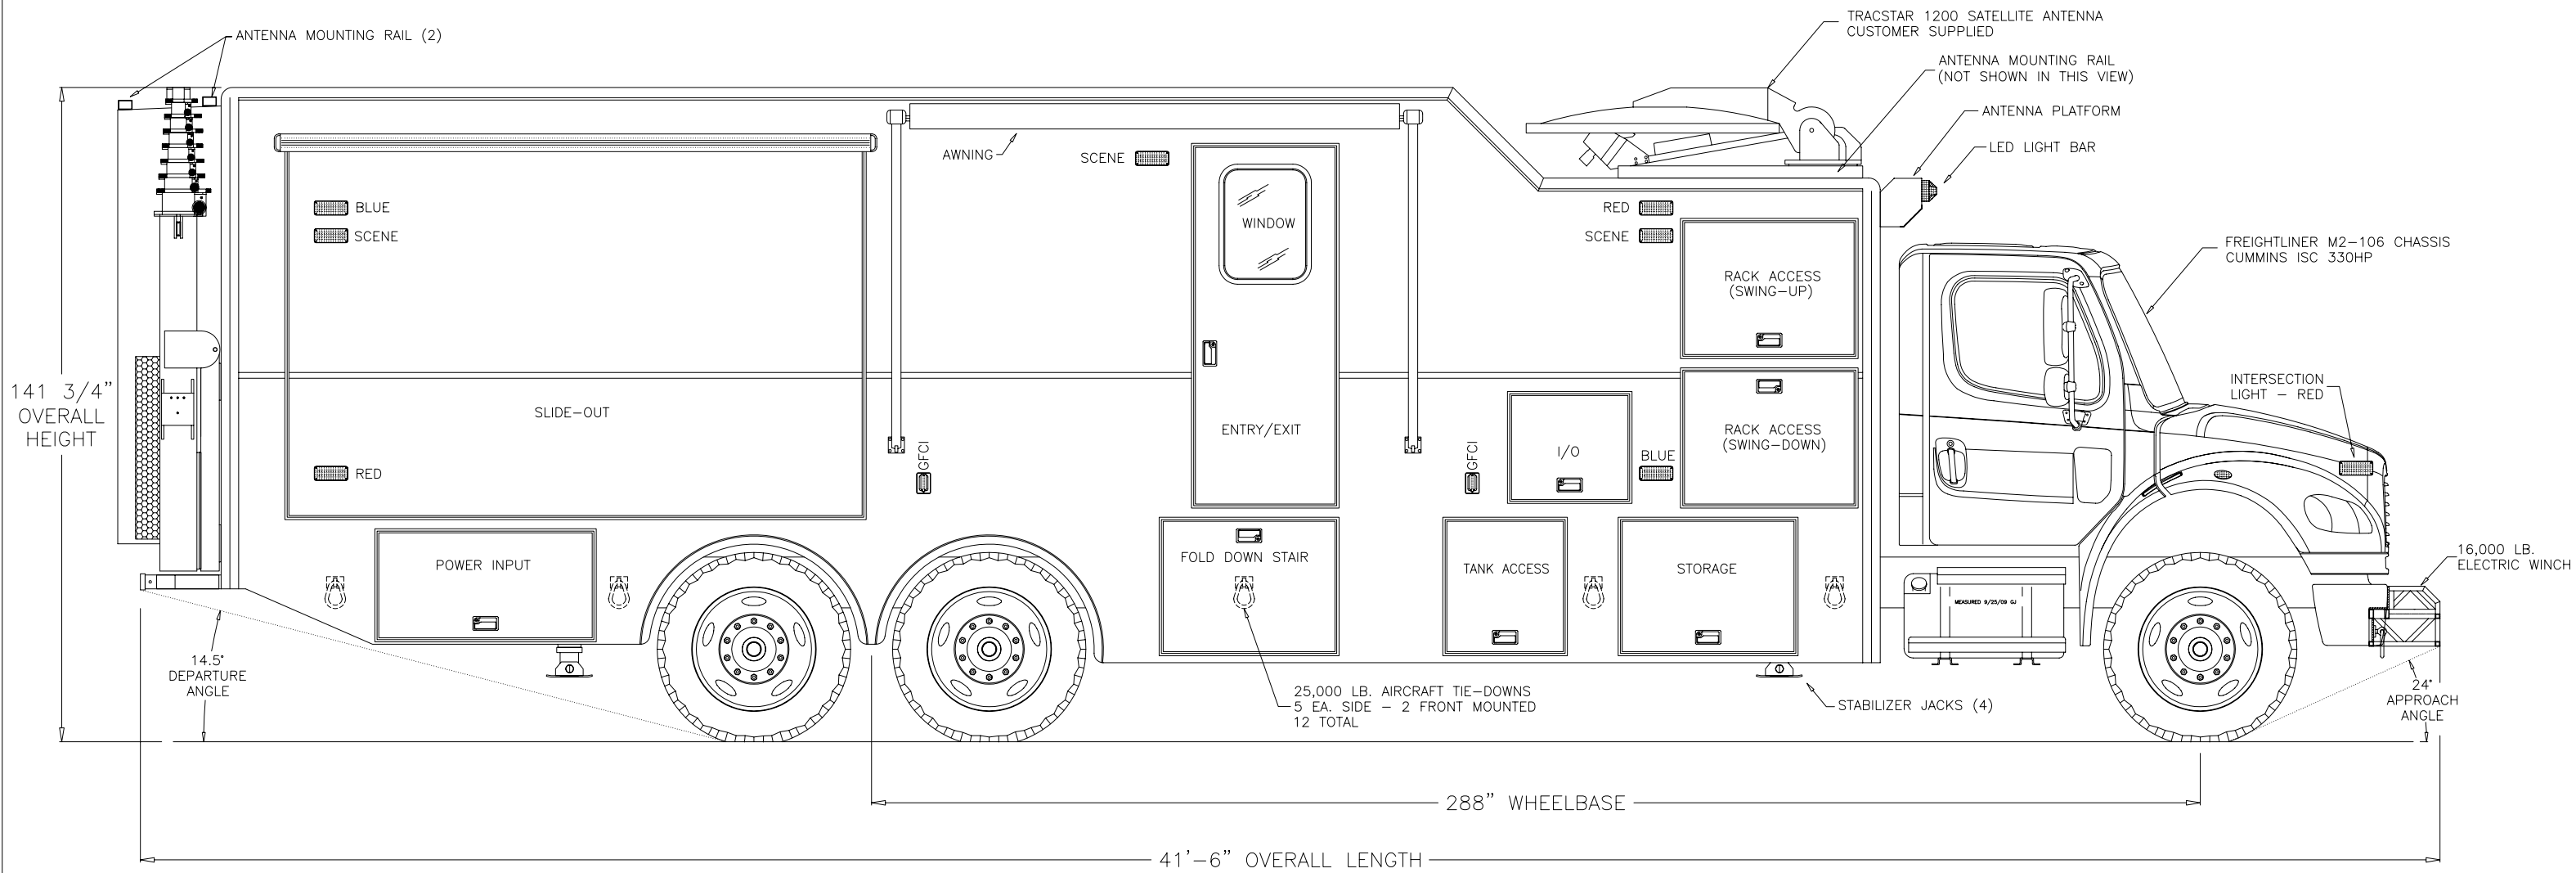 TRACSTAR 1200 SATELLITE ANTENNA
CUSTOMER SUPPLIED
ANTENNA MOUNTING RAIL (2)
ANTENNA MOUNTING RAIL
(NOT SHOWN IN THIS VIEW)
ANTENNA PLATFORM
LED LIGHT BAR
AWNING
SCENE
BLUE
SCENE
RED
SCENE
WINDOW
FREIGHTLINER M2-106 CHASSIS
CUMMINS ISC 330HP
RACK ACCESS
(SWING-UP)
141 3/4"
OVERALL
HEIGHT
INTERSECTION
LIGHT - RED
SLIDE-OUT
ENTRY/EXIT
RACK ACCESS
(SWING-DOWN)
GFCI
GFCI
I/O
BLUE
RED
16,000 LB.
ELECTRIC WINCH
POWER INPUT
FOLD DOWN STAIR
TANK ACCESS
STORAGE
MEASURED 9/25/09 GJ
14.5°
DEPARTURE
ANGLE
25,000 LB. AIRCRAFT TIE-DOWNS
5 EA. SIDE - 2 FRONT MOUNTED
12 TOTAL
STABILIZER JACKS (4)
24°
APPROACH
ANGLE
288" WHEELBASE
41'-6" OVERALL LENGTH